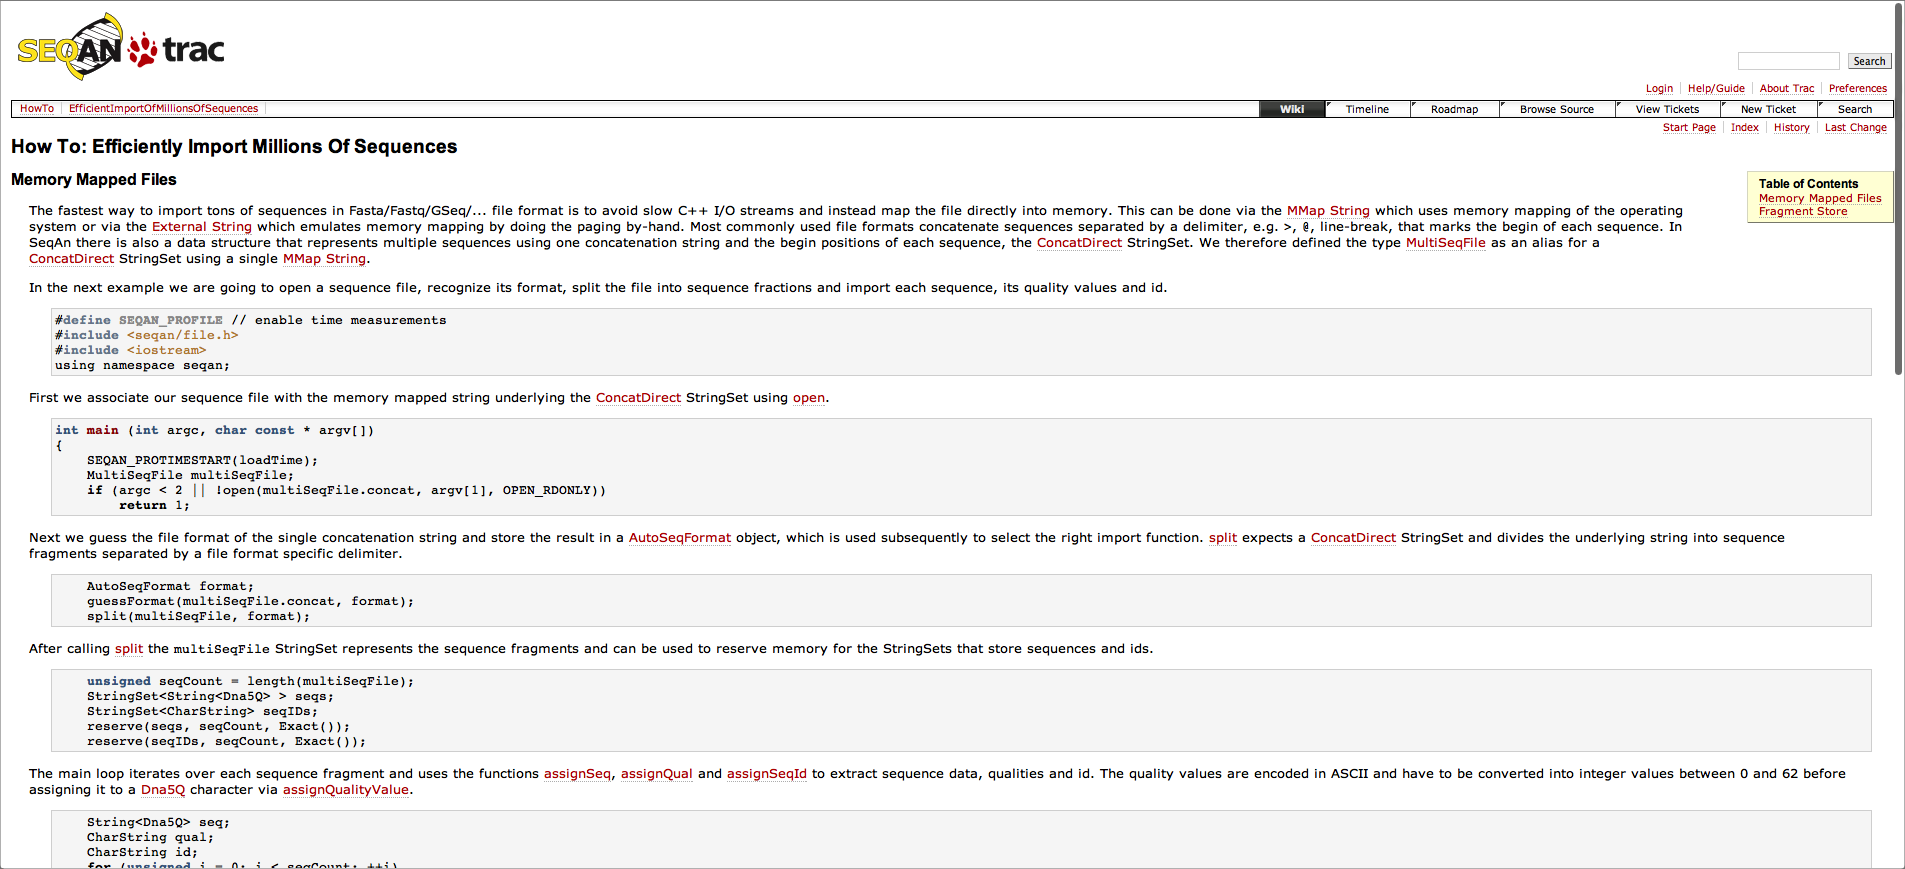 SEQAN trac
Search
Login Help/Guide About Trac Preferences
HowTo EfficientImportOfMillionsOfSequences Wiki Timeline Roadmap Browse Source View Tickets New Ticket Search
Start Page Index History Last Change
How To: Efficiently Import Millions Of Sequences
Memory Mapped Files
Table of Contents
Memory Mapped Files
Fragment Store
The fastest way to import tons of sequences in Fasta/Fastq/GSeq/... file format is to avoid slow C++ I/O streams and instead map the file directly into memory. This can be done via the MMap String which uses memory mapping of the operating
system or via the External String which emulates memory mapping by doing the paging by-hand. Most commonly used file formats concatenate sequences separated by a delimiter, e.g. >, @, line-break, that marks the begin of each sequence. In
SeqAn there is also a data structure that represents multiple sequences using one concatenation string and the begin positions of each sequence, the ConcatDirect StringSet. We therefore defined the type MultiSeqFile as an alias for a
ConcatDirect StringSet using a single MMap String.
In the next example we are going to open a sequence file, recognize its format, split the file into sequence fractions and import each sequence, its quality values and id.
#define SEQAN_PROFILE // enable time measurements
#include <seqan/file.h>
#include <iostream>
using namespace seqan;
First we associate our sequence file with the memory mapped string underlying the ConcatDirect StringSet using open.
int main (int argc, char const * argv[])
{
SEQAN_PROTIMESTART(loadTime);
MultiSeqFile multiSeqFile;
if (argc < 2 || !open(multiSeqFile.concat, argv[1], OPEN_RDONLY))
return 1;
Next we guess the file format of the single concatenation string and store the result in a AutoSeqFormat object, which is used subsequently to select the right import function. split expects a ConcatDirect StringSet and divides the underlying string into sequence
fragments separated by a file format specific delimiter.
AutoSeqFormat format;
guessFormat(multiSeqFile.concat, format);
split(multiSeqFile, format);
After calling split the multiSeqFile StringSet represents the sequence fragments and can be used to reserve memory for the StringSets that store sequences and ids.
unsigned seqCount = length(multiSeqFile);
StringSet<String<Dna5Q> > seqs;
StringSet<CharString> seqIDs;
reserve(seqs, seqCount, Exact());
reserve(seqIDs, seqCount, Exact());
The main loop iterates over each sequence fragment and uses the functions assignSeq, assignQual and assignSeqId to extract sequence data, qualities and id. The quality values are encoded in ASCII and have to be converted into integer values between 0 and 62 before
assigning it to a Dna5Q character via assignQualityValue.
String<Dna5Q> seq;
CharString qual;
CharString id;
for (unsigned i = 0; i < seqCount; ++i)